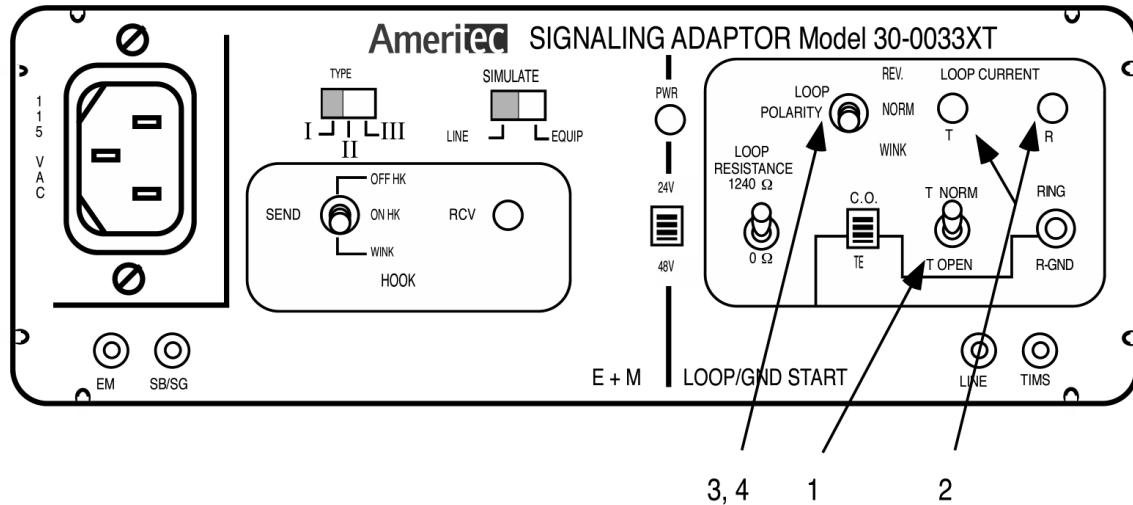 Ameritec SIGNALING ADAPTOR Model 30-0033XT
115 VAC
TYPE
I II III
SIMULATE
LINE EQUIP
SEND
OFF HK
ON HK
WINK
RCV
HOOK
EM SB/SG
E + M
PWR
24V
48V
LOOP POLARITY
REV.
NORM
WINK
LOOP CURRENT
T R
LOOP
RESISTANCE
1240 Ω
0 Ω
C.O.
TE
T NORM
T OPEN
RING
R-GND
LOOP/GND START
LINE TIMS
3, 4 1 2